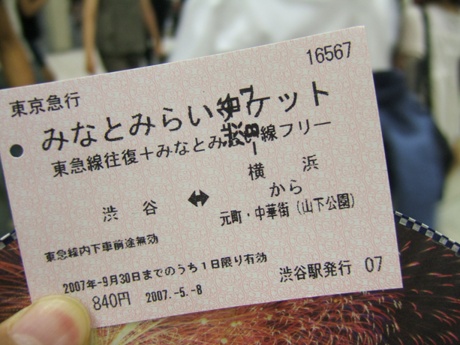 16567
東京急行
みなとみらいチケット
東急線往復+みなとみらい線フリー
渋谷 ⇔ 横浜
から
元町・中華街(山下公園)
東急線内下車前途無効
2007年-9月30日までのうち1日限り有効
840円 2007.-5.-8
渋谷駅発行 07